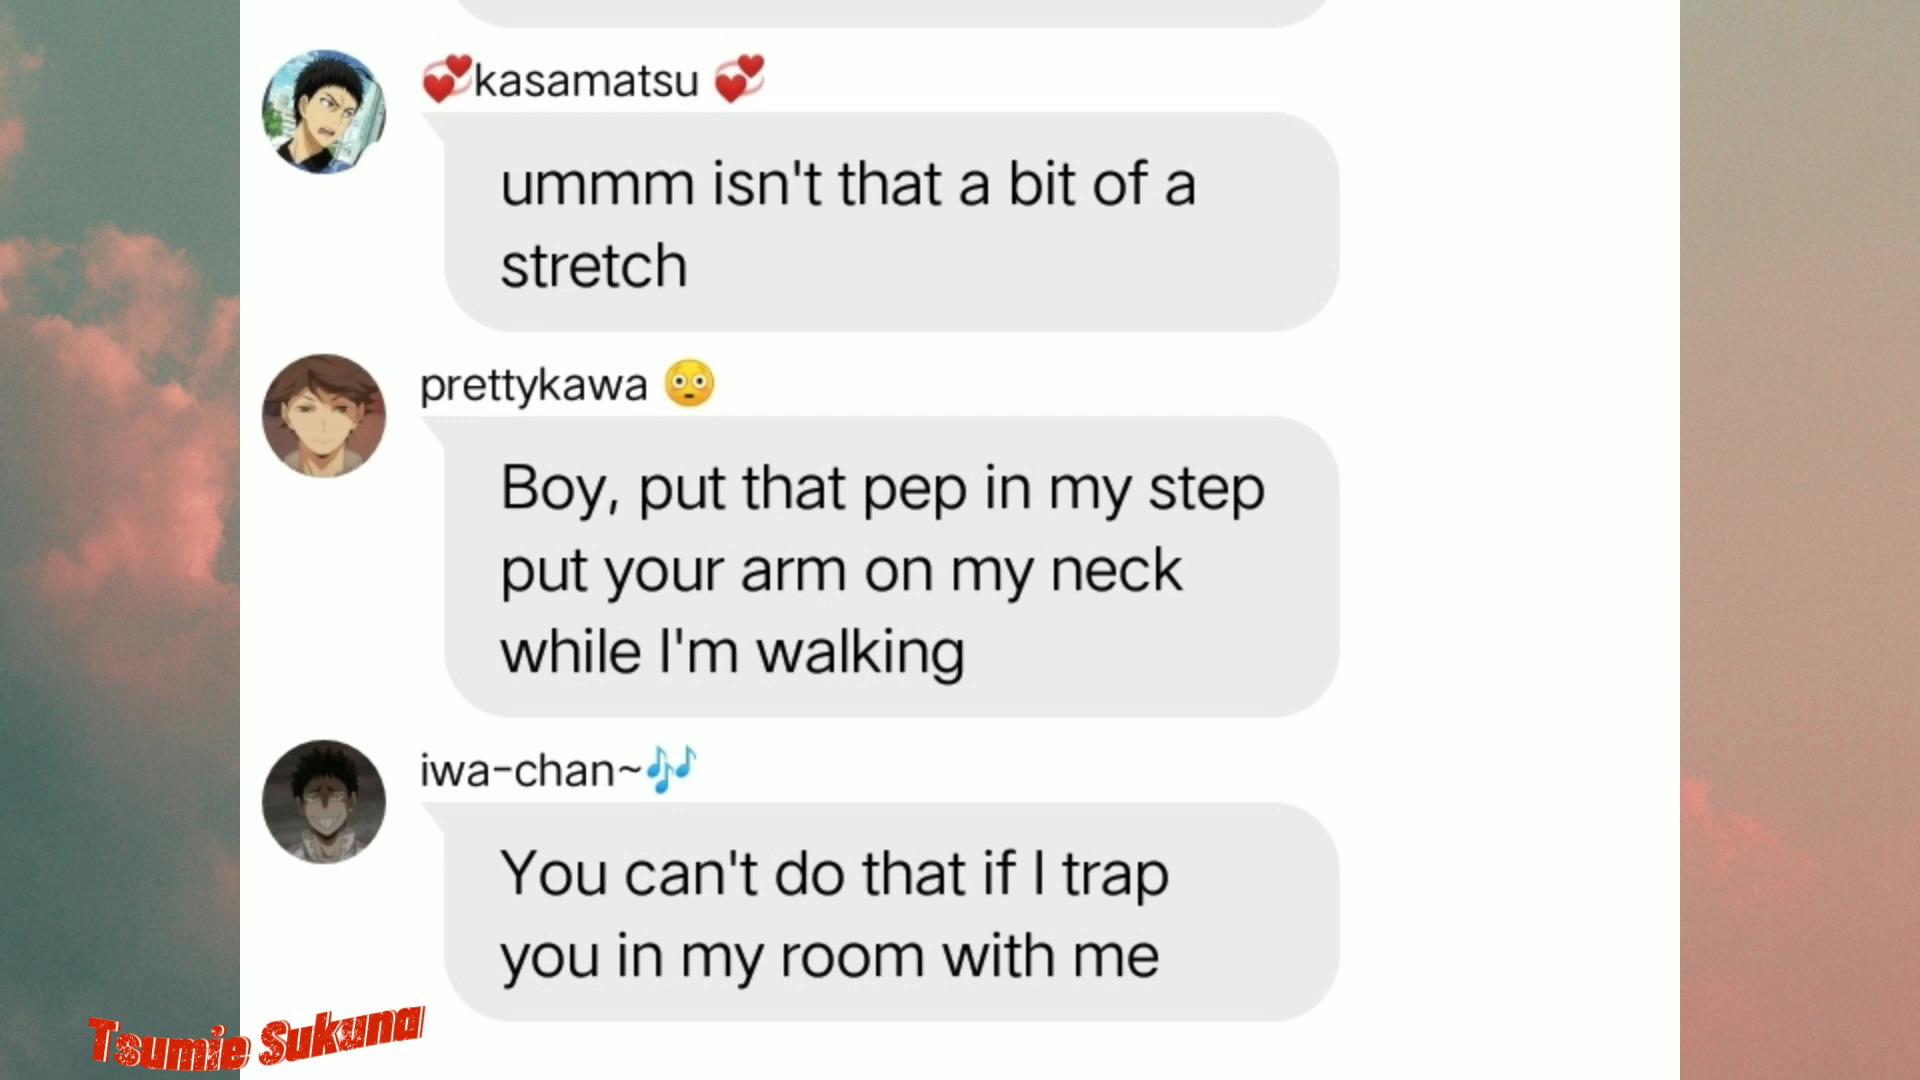 💞kasamatsu 💞
ummm isn't that a bit of a
stretch
prettykawa 😳
Boy, put that pep in my step
put your arm on my neck
while I'm walking
iwa-chan~🎶
You can't do that if I trap
you in my room with me
Tsumie Sukuna